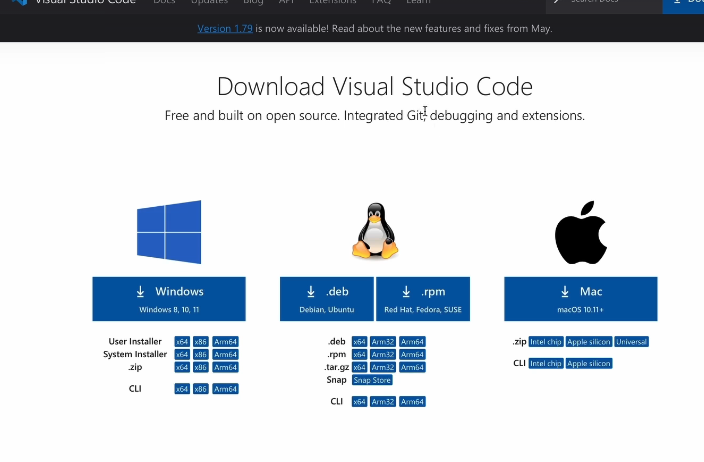 Visual Studio Code Docs Updates Blog API Extensions FAQ Learn Search Docs
Version 1.79 is now available! Read about the new features and fixes from May.
Download Visual Studio Code
Free and built on open source. Integrated Git, debugging and extensions.
Windows
Windows 8, 10, 11
.deb
Debian, Ubuntu
.rpm
Red Hat, Fedora, SUSE
Mac
macOS 10.11+
User Installer x64 x86 Arm64
System Installer x64 x86 Arm64
.zip x64 x86 Arm64
CLI x64 x86 Arm64
.deb x64 Arm32 Arm64
.rpm x64 Arm32 Arm64
.tar.gz x64 Arm32 Arm64
Snap Snap Store
CLI x64 Arm32 Arm64
.zip Intel chip Apple silicon Universal
CLI Intel chip Apple silicon